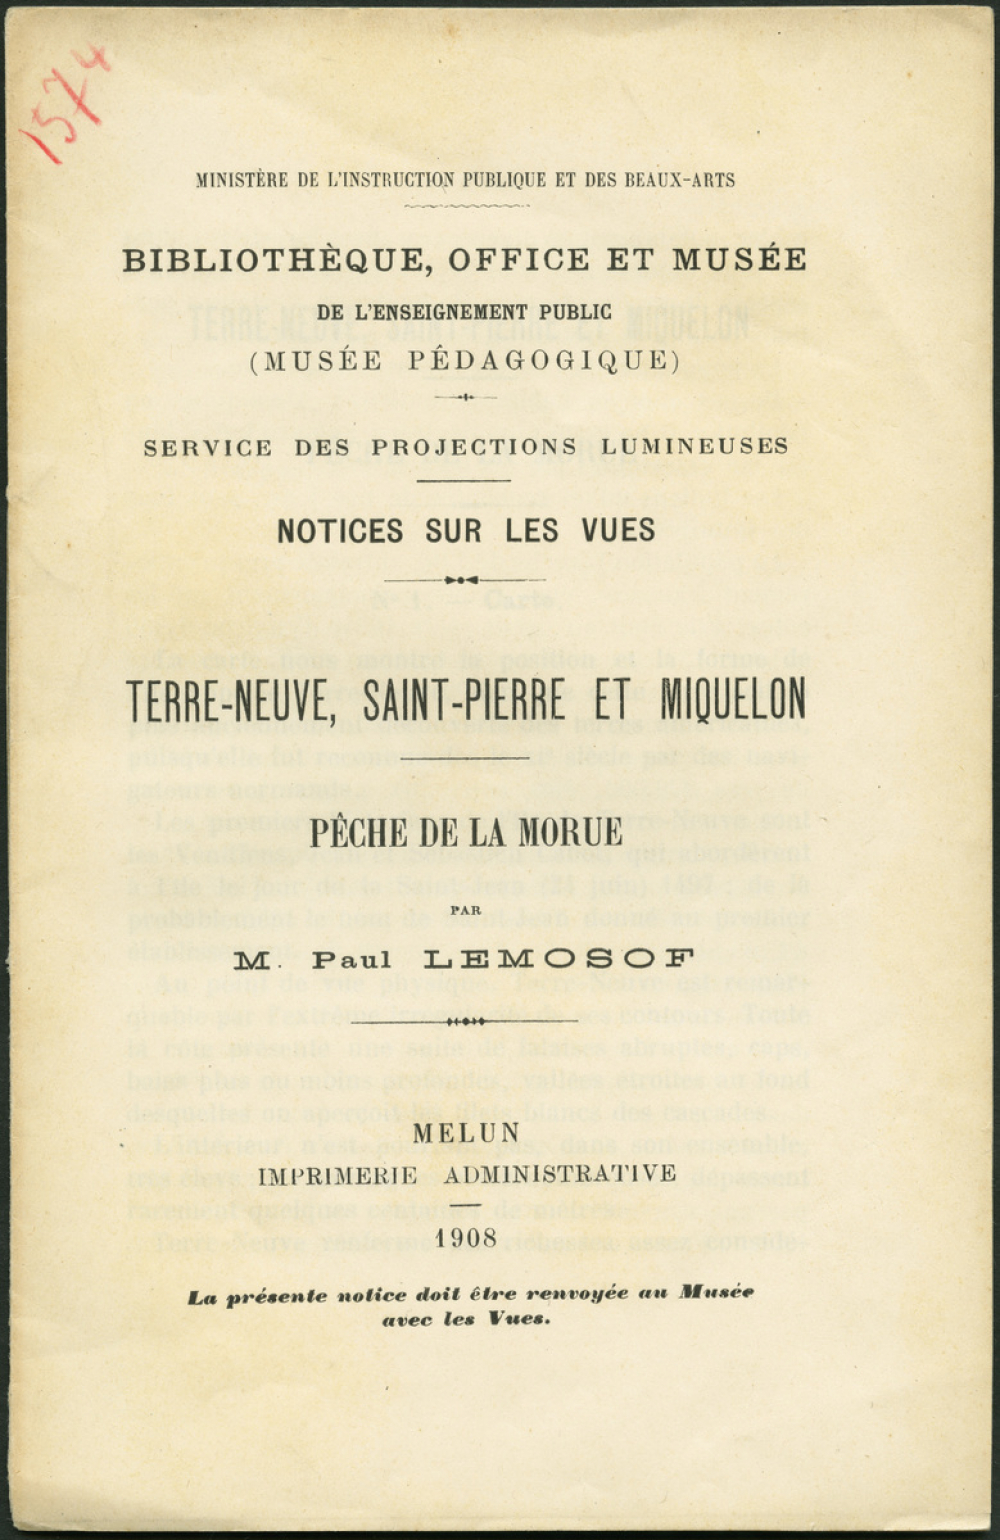 1574
MINISTÈRE DE L'INSTRUCTION PUBLIQUE ET DES BEAUX-ARTS
BIBLIOTHÈQUE, OFFICE ET MUSÉE
DE L'ENSEIGNEMENT PUBLIC
(MUSÉE PÉDAGOGIQUE)
SERVICE DES PROJECTIONS LUMINEUSES
NOTICES SUR LES VUES
TERRE-NEUVE, SAINT-PIERRE ET MIQUELON
PÊCHE DE LA MORUE
PAR
M. Paul LEMOSOF
MELUN
IMPRIMERIE ADMINISTRATIVE
1908
La présente notice doit être renvoyée au Musée
avec les Vues.